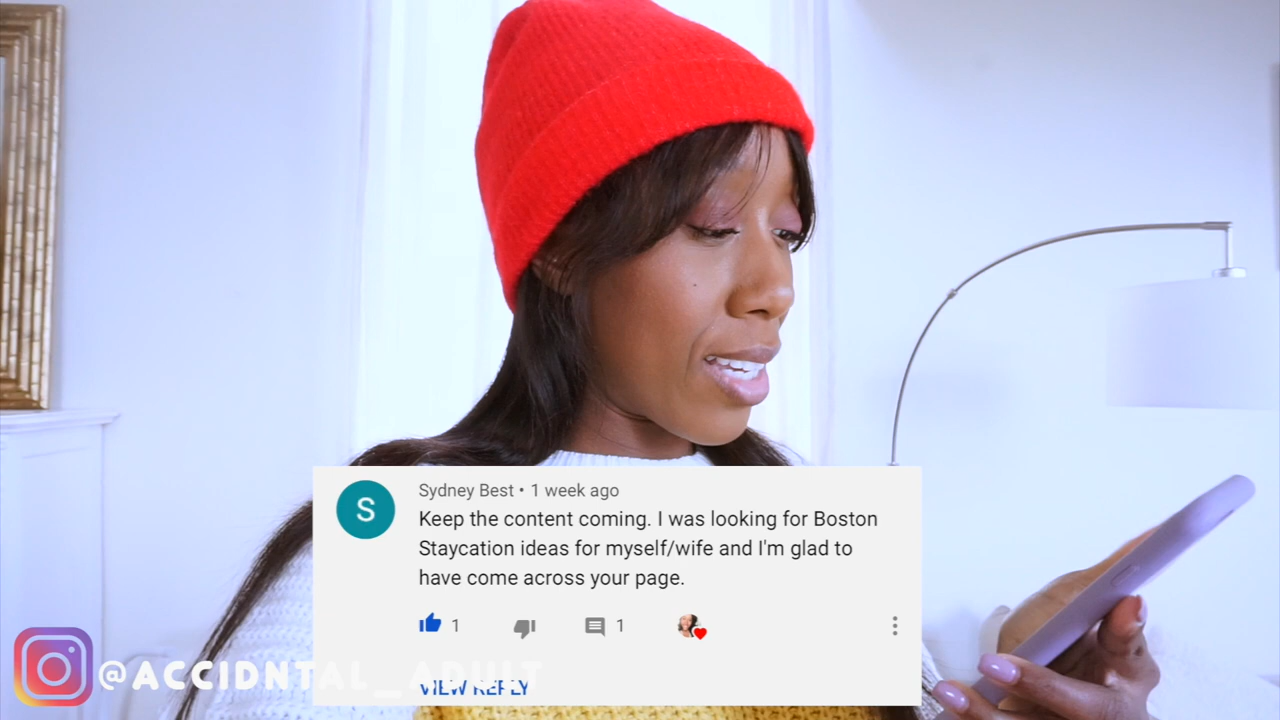 S
Sydney Best • 1 week ago
Keep the content coming. I was looking for Boston
Staycation ideas for myself/wife and I'm glad to
have come across your page.
1
1
VIEW REPLY
@ACCIDNTAL_ADULT